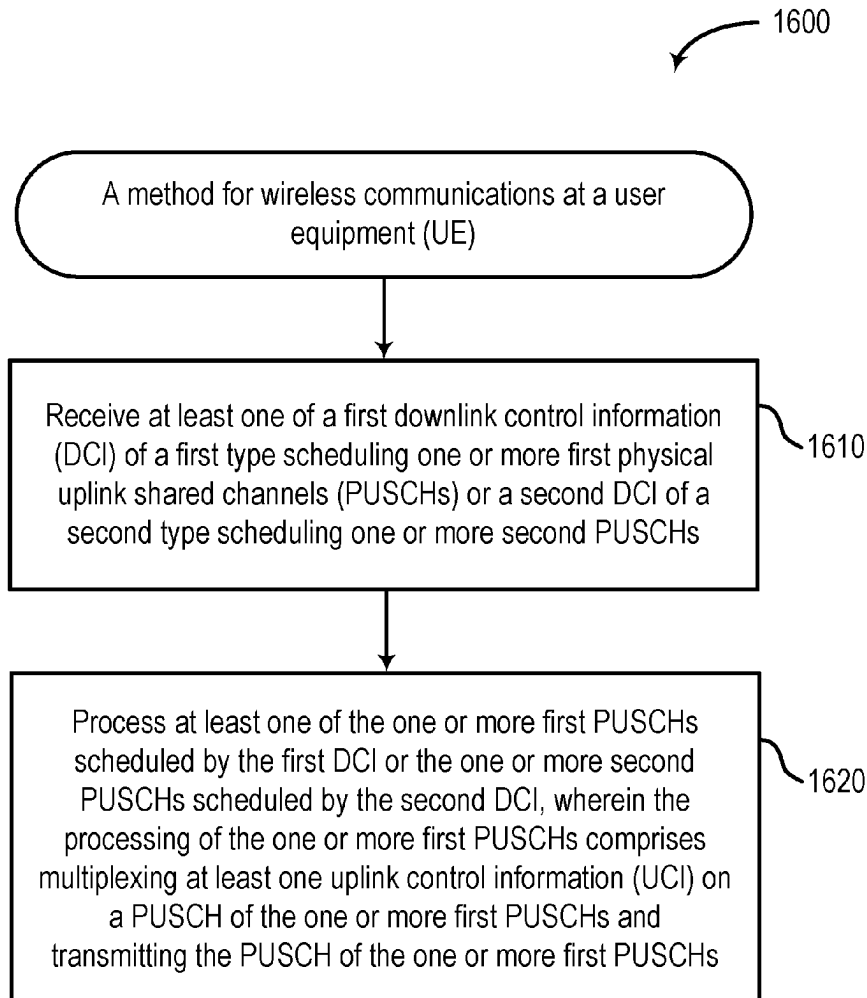 1600
A method for wireless communications at a user
equipment (UE)
Receive at least one of a first downlink control information
(DCI) of a first type scheduling one or more first physical
uplink shared channels (PUSCHs) or a second DCI of a
second type scheduling one or more second PUSCHs
1610
Process at least one of the one or more first PUSCHs
scheduled by the first DCI or the one or more second
PUSCHs scheduled by the second DCI, wherein the
processing of the one or more first PUSCHs comprises
multiplexing at least one uplink control information (UCI) on
a PUSCH of the one or more first PUSCHs and
transmitting the PUSCH of the one or more first PUSCHs
1620